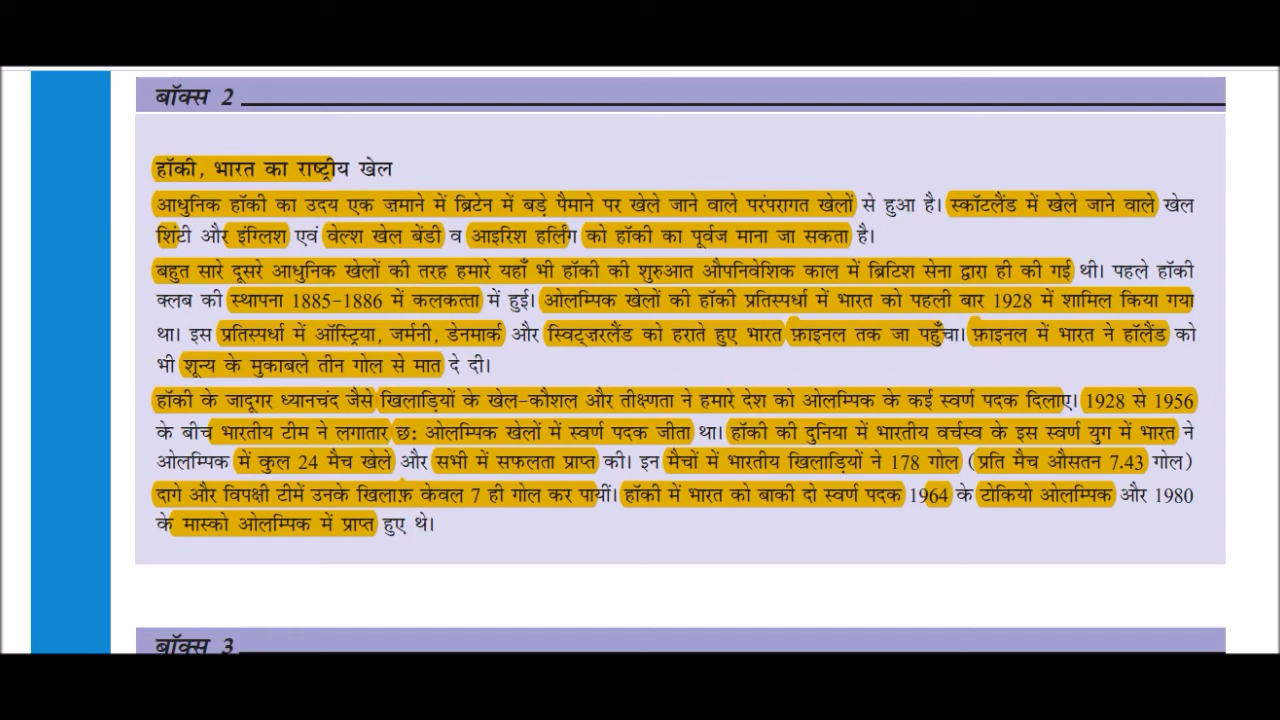 बॉक्स 2
हॉकी, भारत का राष्ट्रीय खेल
आधुनिक हॉकी का उदय एक ज़माने में ब्रिटेन में बड़े पैमाने पर खेले जाने वाले परंपरागत खेलों से हुआ है। स्कॉटलैंड में खेले जाने वाले खेल
शिंटी और इंग्लिश एवं वेल्श खेल बेंडी व आइरिश हर्लिंग को हॉकी का पूर्वज माना जा सकता है।
बहुत सारे दूसरे आधुनिक खेलों की तरह हमारे यहाँ भी हॉकी की शुरुआत औपनिवेशिक काल में ब्रिटिश सेना द्वारा ही की गई थी। पहले हॉकी
क्लब की स्थापना 1885-1886 में कलकत्ता में हुई। ओलम्पिक खेलों की हॉकी प्रतिस्पर्धा में भारत को पहली बार 1928 में शामिल किया गया
था। इस प्रतिस्पर्धा में ऑस्ट्रिया, जर्मनी, डेनमार्क और स्विट्ज़रलैंड को हराते हुए भारत फ़ाइनल तक जा पहुँचा। फ़ाइनल में भारत ने हॉलैंड को
भी शून्य के मुकाबले तीन गोल से मात दे दी।
हॉकी के जादूगर ध्यानचंद जैसे खिलाड़ियों के खेल-कौशल और तीक्ष्णता ने हमारे देश को ओलम्पिक के कई स्वर्ण पदक दिलाए। 1928 से 1956
के बीच भारतीय टीम ने लगातार छ: ओलम्पिक खेलों में स्वर्ण पदक जीता था। हॉकी की दुनिया में भारतीय वर्चस्व के इस स्वर्ण युग में भारत ने
ओलम्पिक में कुल 24 मैच खेले और सभी में सफलता प्राप्त की। इन मैचों में भारतीय खिलाड़ियों ने 178 गोल (प्रति मैच औसतन 7.43 गोल)
दागे और विपक्षी टीमें उनके खिलाफ़ केवल 7 ही गोल कर पायीं। हॉकी में भारत को बाकी दो स्वर्ण पदक 1964 के टोकियो ओलम्पिक और 1980
के मास्को ओलम्पिक में प्राप्त हुए थे।
बॉक्स 3